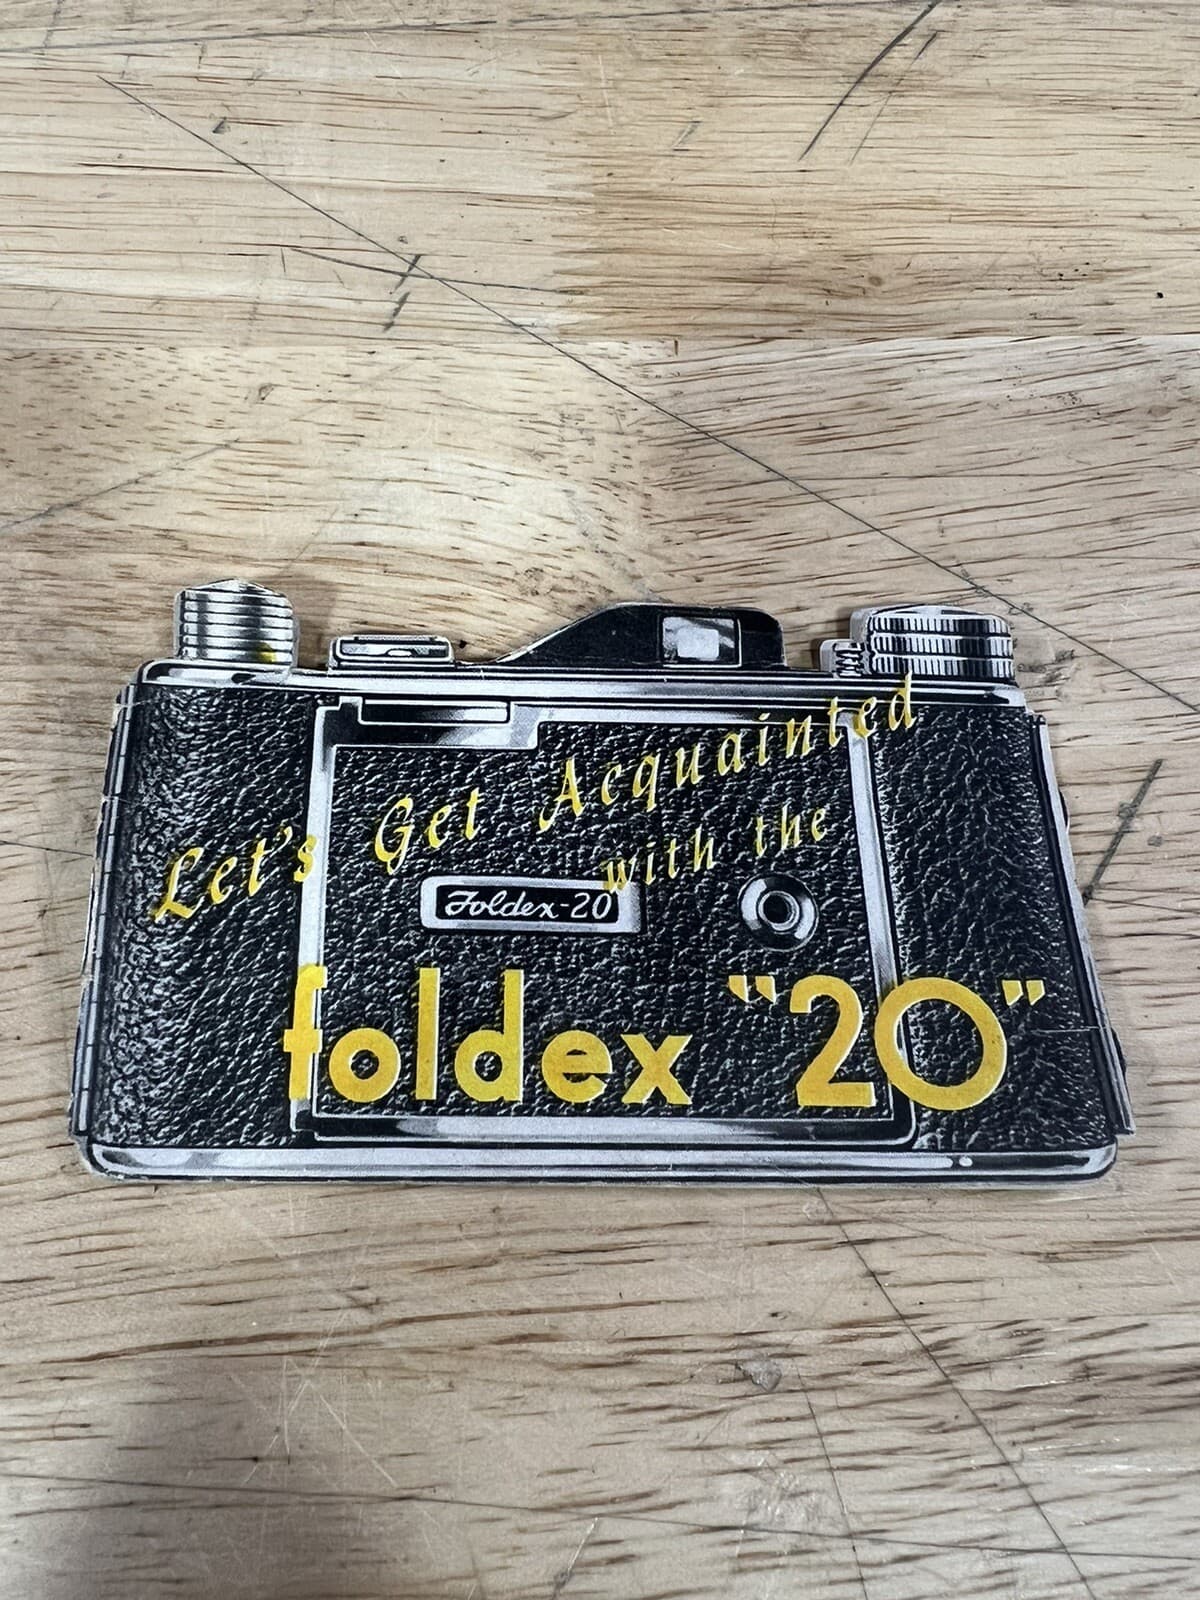 Let's Get Acquainted
with the
Foldex-20
foldex "20"